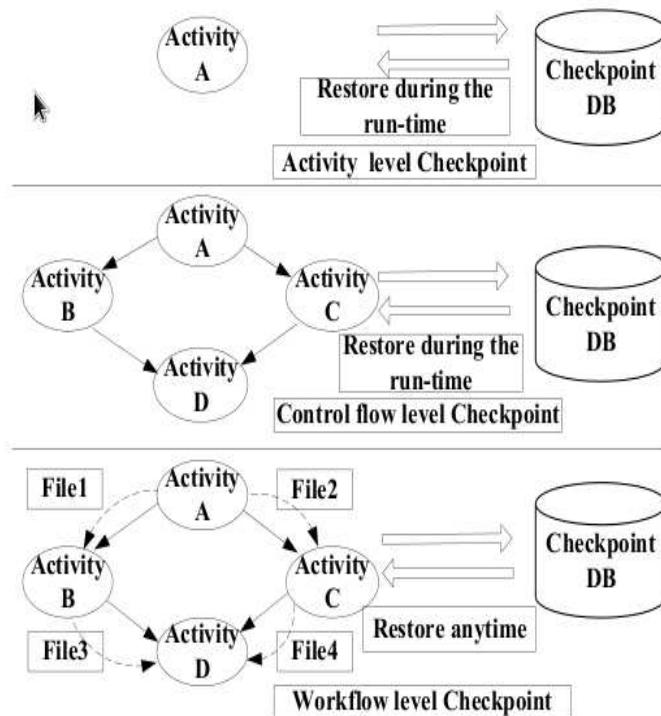 Activity
A
Checkpoint
DB
Restore during the
run-time
Activity level Checkpoint
Activity
A
Activity
B
Activity
C
Activity
D
Checkpoint
DB
Restore during the
run-time
Control flow level Checkpoint
File1
Activity
A
File2
Activity
B
Activity
C
Checkpoint
DB
File3
Activity
D
File4
Restore anytime
Workflow level Checkpoint